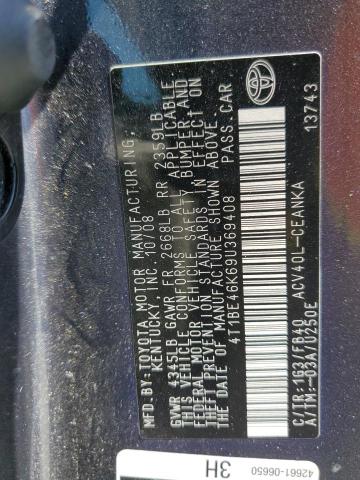 MFD.BY:TOYOTA MOTOR MANUFACTURING,
KENTUCKY, INC. 10/08
GVWR 4345LB GAWR FR 2668LB RR 2359LB
THIS VEHICLE CONFORMS TO ALL APPLICABLE
FEDERAL MOTOR VEHICLE SAFETY, BUMPER AND
THEFT PREVENTION STANDARDS IN EFFECT ON
THE DATE OF MANUFACTURE SHOWN ABOVE.
4T1BE46K69U369408 PASS.CAR
C/TR:1G3/FB40 ACV40L-CEANKA
A/TM:-03A/U250E 13743
42661-06650
3H